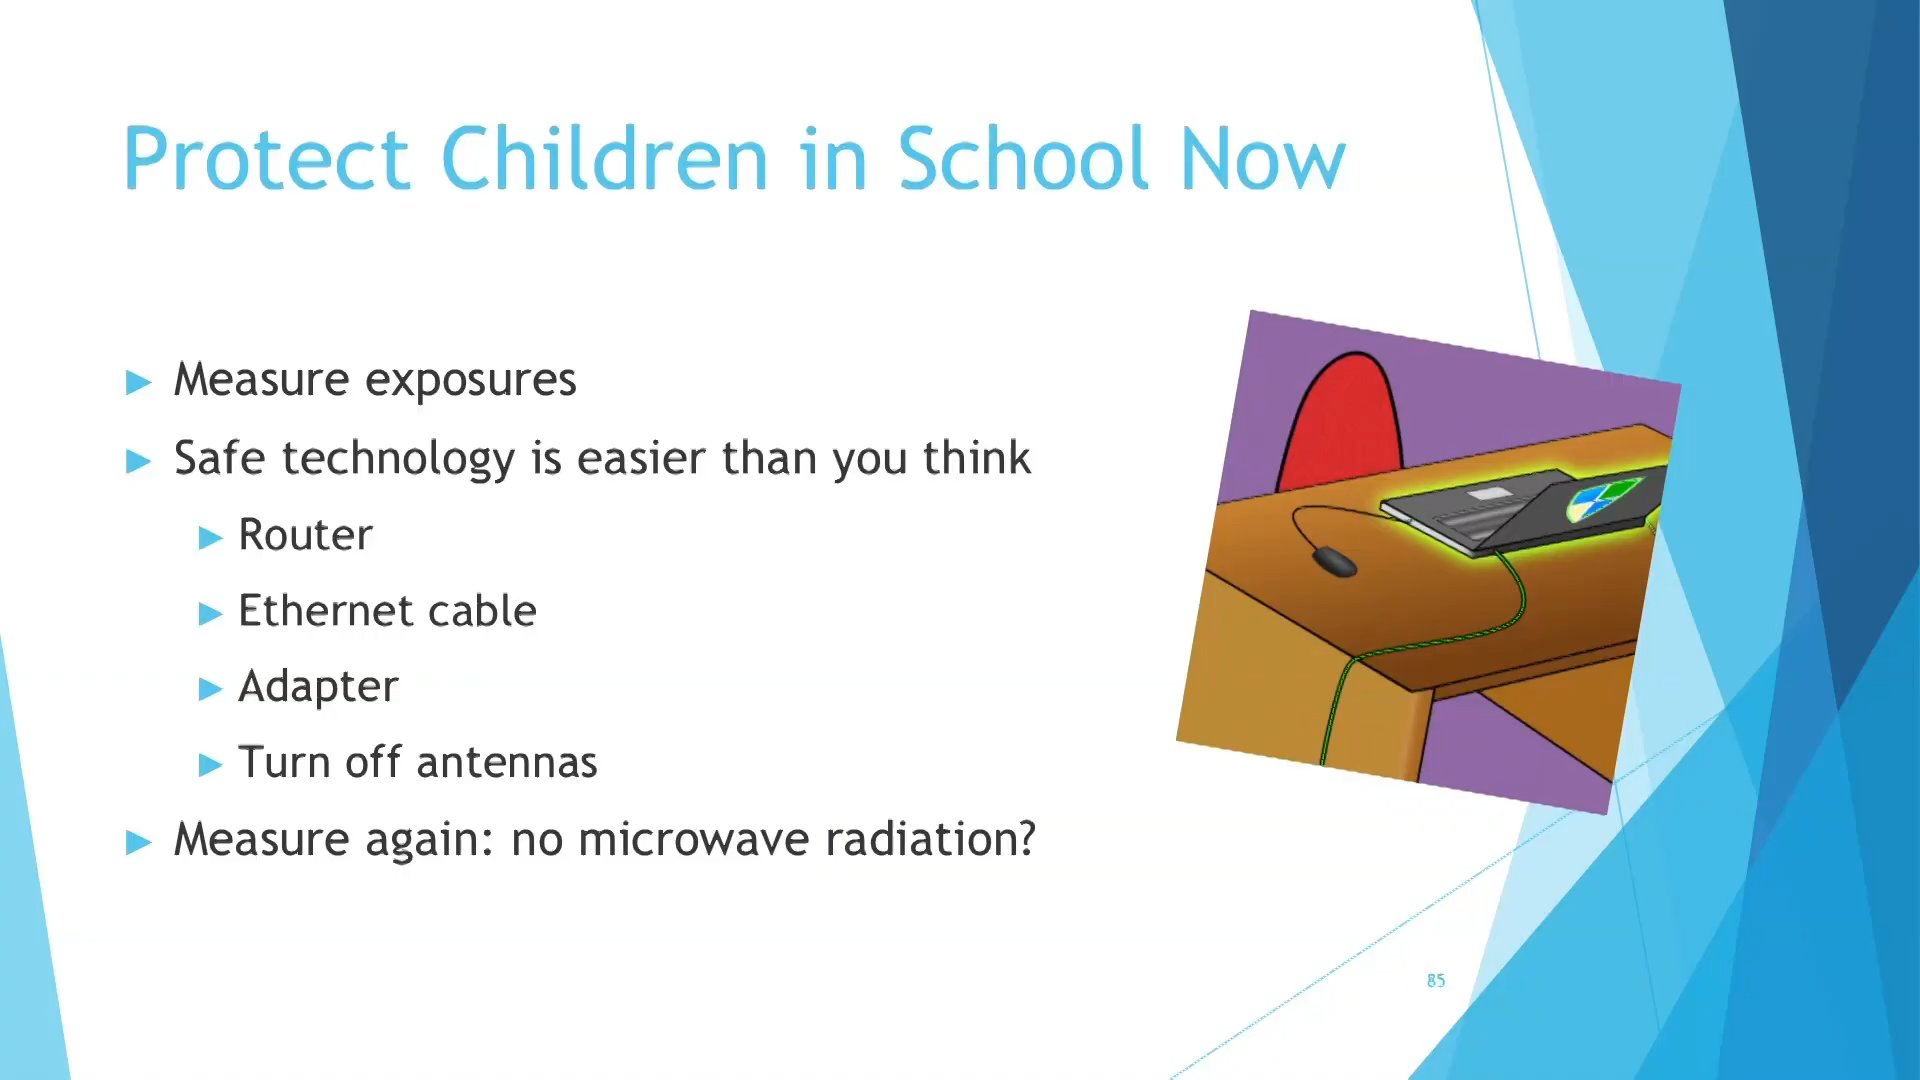 Protect Children in School Now
Measure exposures
Safe technology is easier than you think
Router
Ethernet cable
Adapter
Turn off antennas
Measure again: no microwave radiation?
85